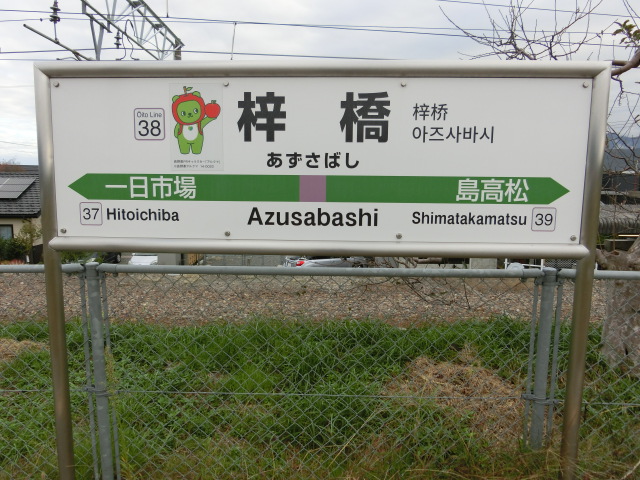 Oito Line
38
梓橋
梓桥
아즈사바시
あずさばし
一日市場
島高松
37 Hitoichiba
Azusabashi
Shimatakamatsu 39